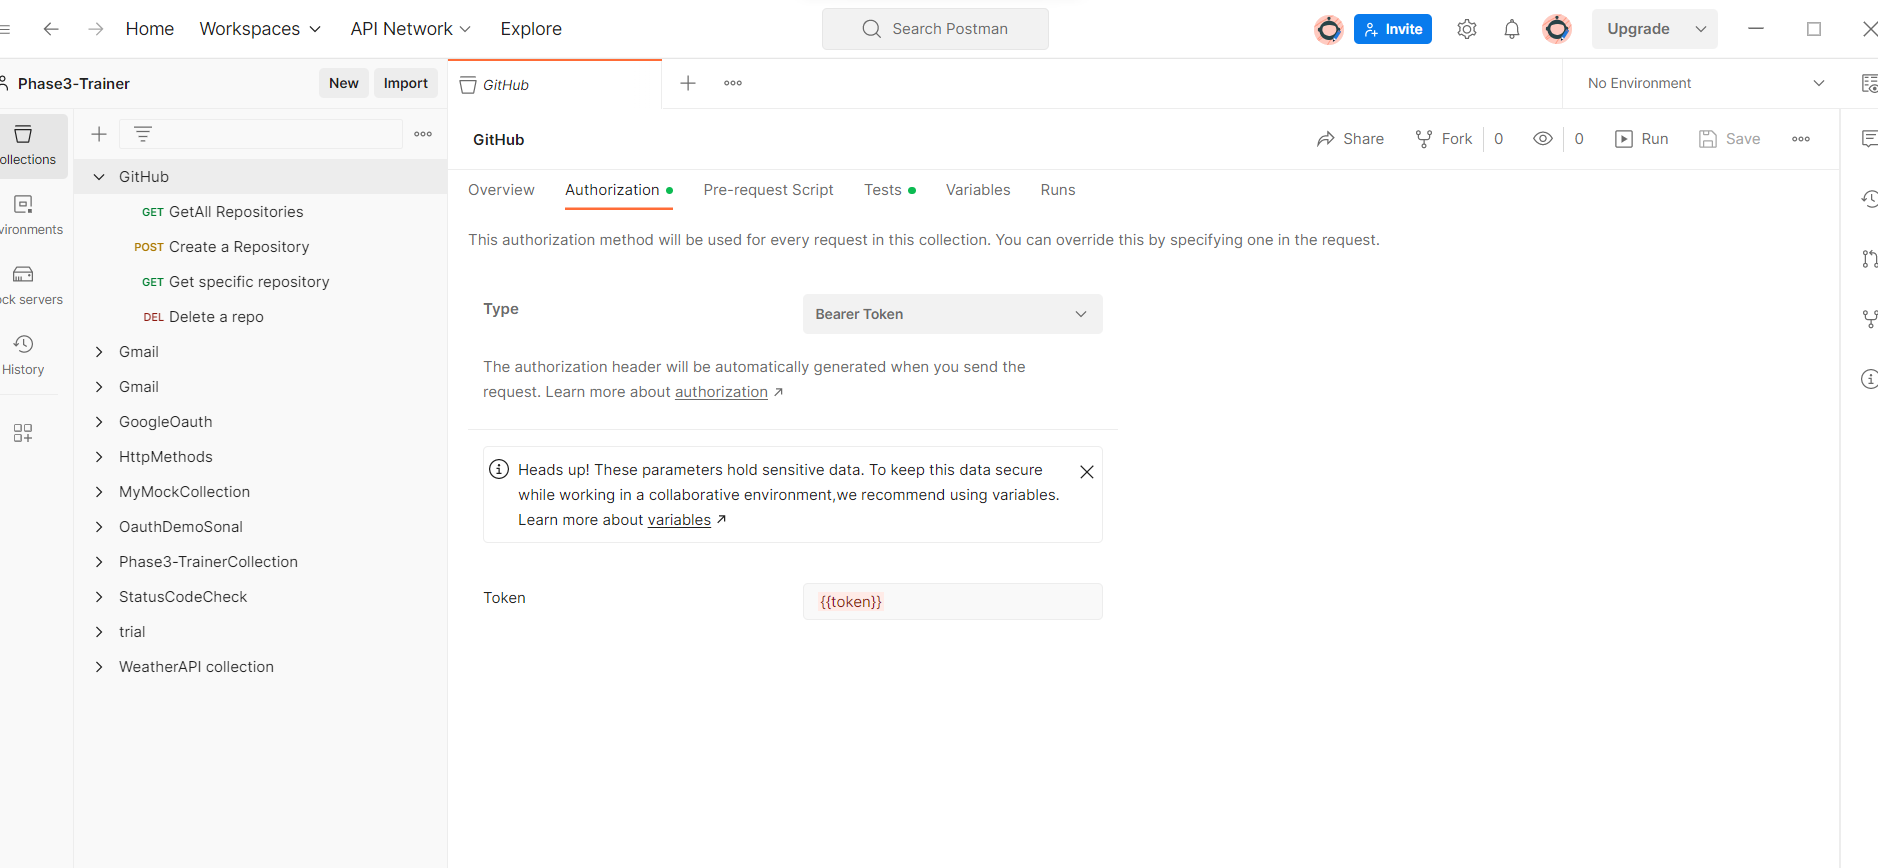 Home
Workspaces
API Network
Explore
Search Postman
Invite
Upgrade
Phase3-Trainer
New
Import
GitHub
No Environment
ollections
vironments
ock servers
History
GitHub
GET GetAll Repositories
POST Create a Repository
GET Get specific repository
DEL Delete a repo
Gmail
Gmail
GoogleOauth
HttpMethods
MyMockCollection
OauthDemoSonal
Phase3-TrainerCollection
StatusCodeCheck
trial
WeatherAPI collection
GitHub
Share
Fork
0
0
Run
Save
Overview
Authorization
Pre-request Script
Tests
Variables
Runs
This authorization method will be used for every request in this collection. You can override this by specifying one in the request.
Type
Bearer Token
The authorization header will be automatically generated when you send the
request. Learn more about authorization ↗
Heads up! These parameters hold sensitive data. To keep this data secure
while working in a collaborative environment,we recommend using variables.
Learn more about variables ↗
Token
{{token}}